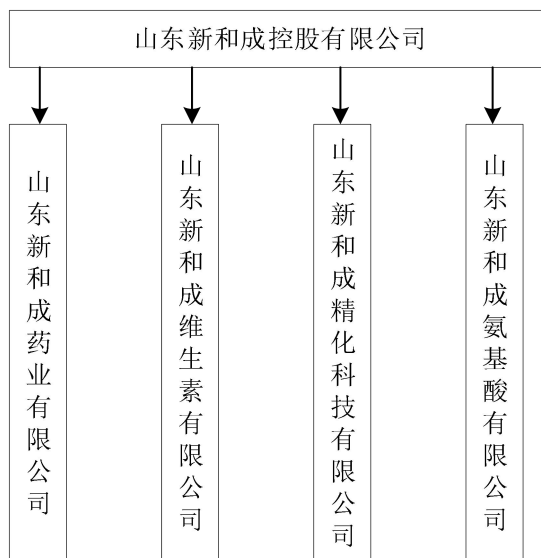 山东新和成控股有限公司
山东新和成药业有限公司
山东新和成维生素有限公司
山东新和成精化科技有限公司
山东新和成氨基酸有限公司